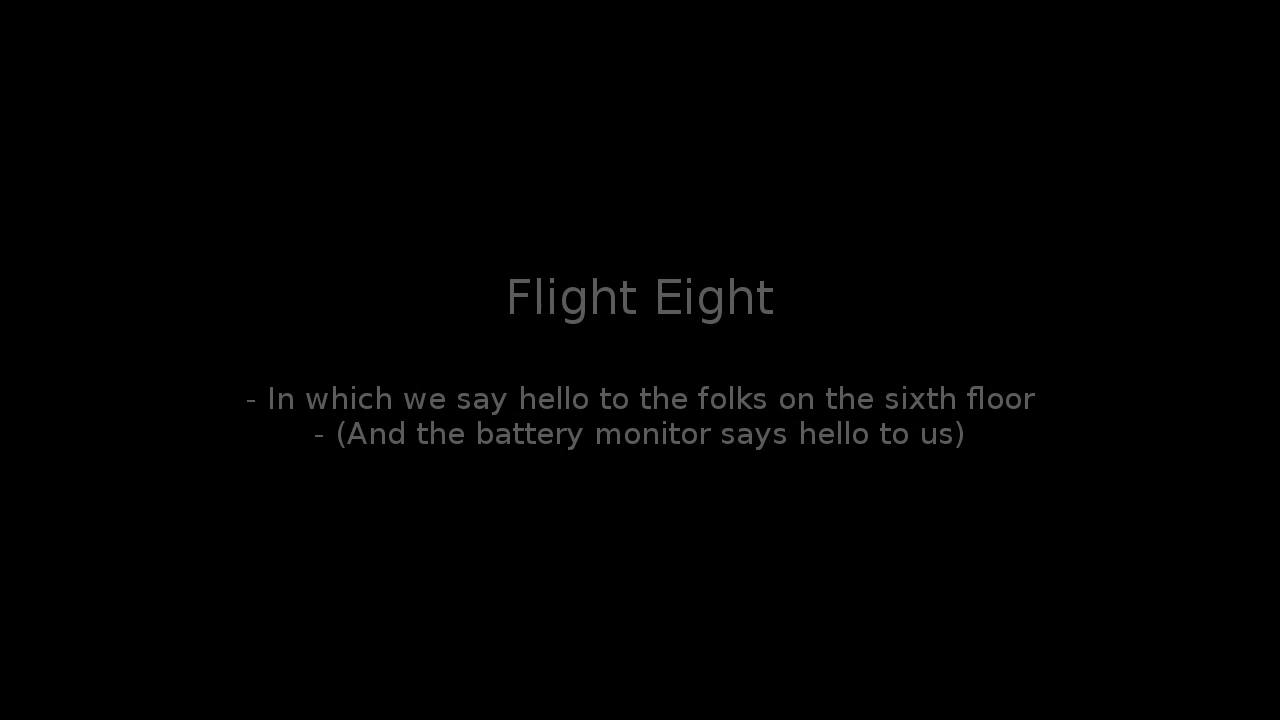 Flight Eight
- In which we say hello to the folks on the sixth floor
- (And the battery monitor says hello to us)